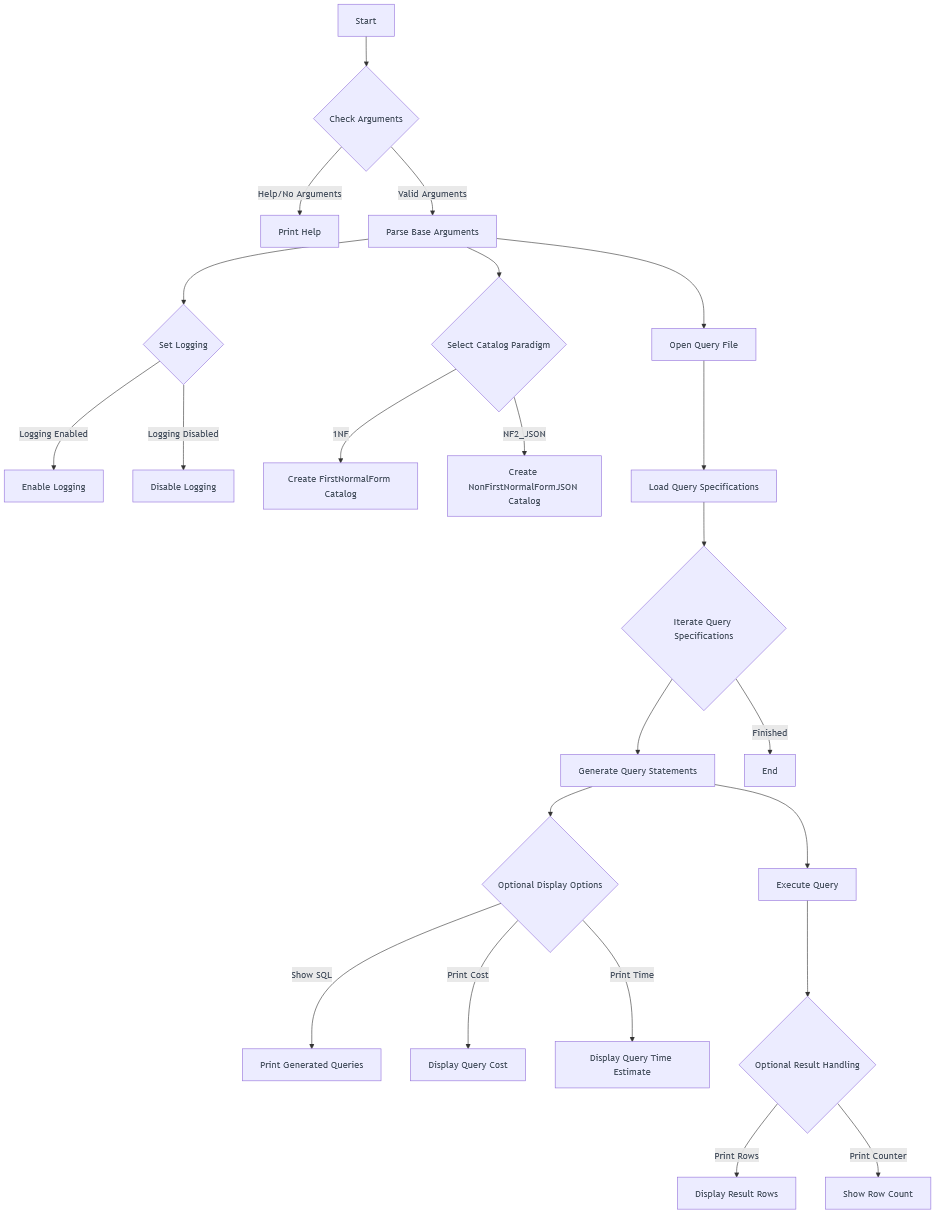 Start
Check Arguments
Help/No Arguments
Valid Arguments
Print Help
Parse Base Arguments
Set Logging
Select Catalog Paradigm
Open Query File
Logging Enabled
Logging Disabled
1NF
NF2_JSON
Enable Logging
Disable Logging
Create FirstNormalForm
Catalog
Create
NonFirstNormalFormJSON
Catalog
Load Query Specifications
Iterate Query
Specifications
Finished
Generate Query Statements
End
Optional Display Options
Execute Query
Show SQL
Print Cost
Print Time
Print Generated Queries
Display Query Cost
Display Query Time
Estimate
Optional Result Handling
Print Rows
Print Counter
Display Result Rows
Show Row Count